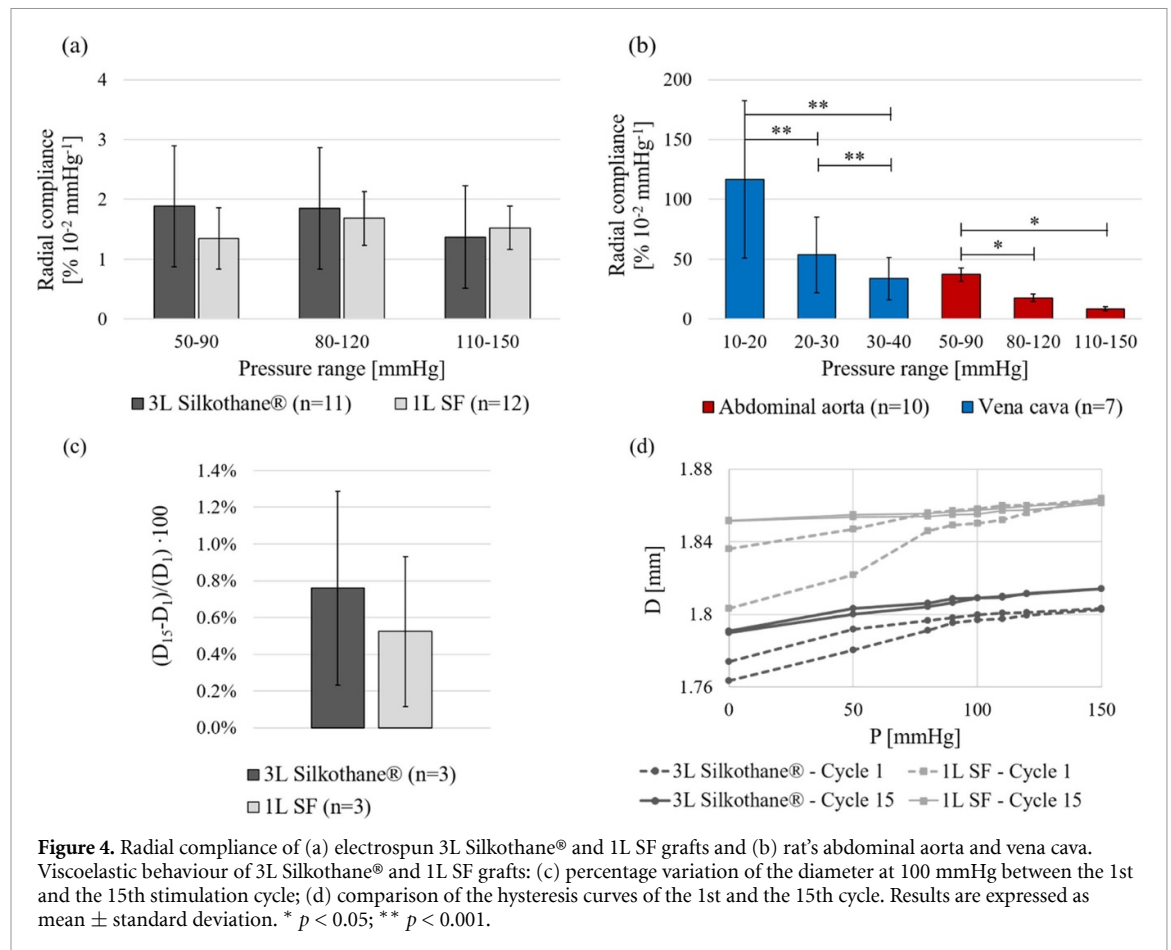 (a)
4
3
2
1
0
Radial compliance
[% 10⁻² mmHg⁻¹]
50-90 80-120 110-150
Pressure range [mmHg]
3L Silkothane® (n=11) 1L SF (n=12)
(b)
200
150
100
50
0
Radial compliance
[% 10⁻² mmHg⁻¹]
**
**
**
*
*
10-20 20-30 30-40 50-90 80-120 110-150
Pressure range [mmHg]
Abdominal aorta (n=10) Vena cava (n=7)
(c)
1.4%
1.2%
1.0%
0.8%
0.6%
0.4%
0.2%
0.0%
(D₁₅-D₁)/(D₁) ·100
3L Silkothane® (n=3)
1L SF (n=3)
(d)
1.88
1.84
1.8
1.76
D [mm]
0 50 100 150
P [mmHg]
3L Silkothane® - Cycle 1 1L SF - Cycle 1
3L Silkothane® - Cycle 15 1L SF - Cycle 15
Figure 4. Radial compliance of (a) electrospun 3L Silkothane® and 1L SF grafts and (b) rat's abdominal aorta and vena cava.
Viscoelastic behaviour of 3L Silkothane® and 1L SF grafts: (c) percentage variation of the diameter at 100 mmHg between the 1st
and the 15th stimulation cycle; (d) comparison of the hysteresis curves of the 1st and the 15th cycle. Results are expressed as
mean ± standard deviation. * p < 0.05; ** p < 0.001.